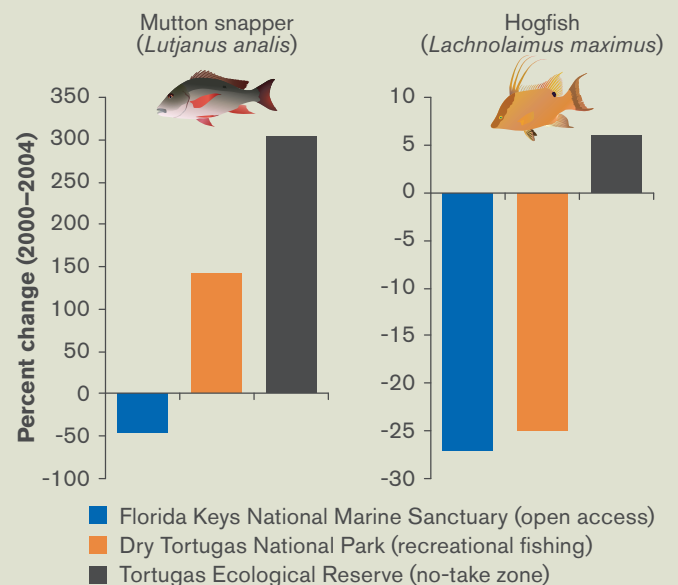 Mutton snapper
(Lutjanus analis)
350
300
250
200
150
100
50
0
-50
-100
Percent change (2000–2004)
Hogfish
(Lachnolaimus maximus)
10
5
0
-5
-10
-15
-20
-25
-30
Florida Keys National Marine Sanctuary (open access)
Dry Tortugas National Park (recreational fishing)
Tortugas Ecological Reserve (no-take zone)